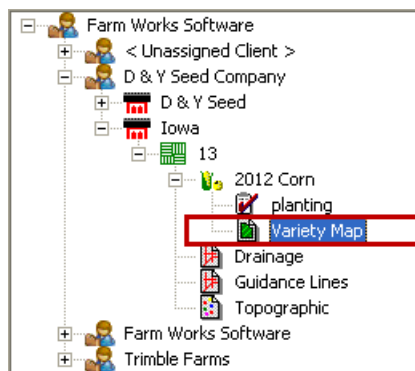 Farm Works Software
< Unassigned Client >
D & Y Seed Company
D & Y Seed
Iowa
13
2012 Corn
planting
Variety Map
Drainage
Guidance Lines
Topographic
Farm Works Software
Trimble Farms